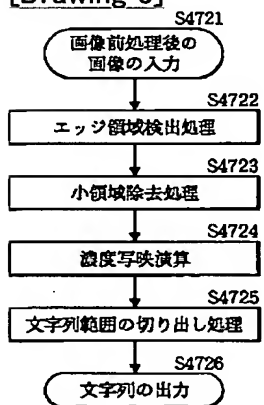 S4721
画像前処理後の
画像の入力
S4722
エッジ領域検出処理
S4723
小領域除去処理
S4724
濃度写映演算
S4725
文字列範囲の切り出し処理
S4726
文字列の出力